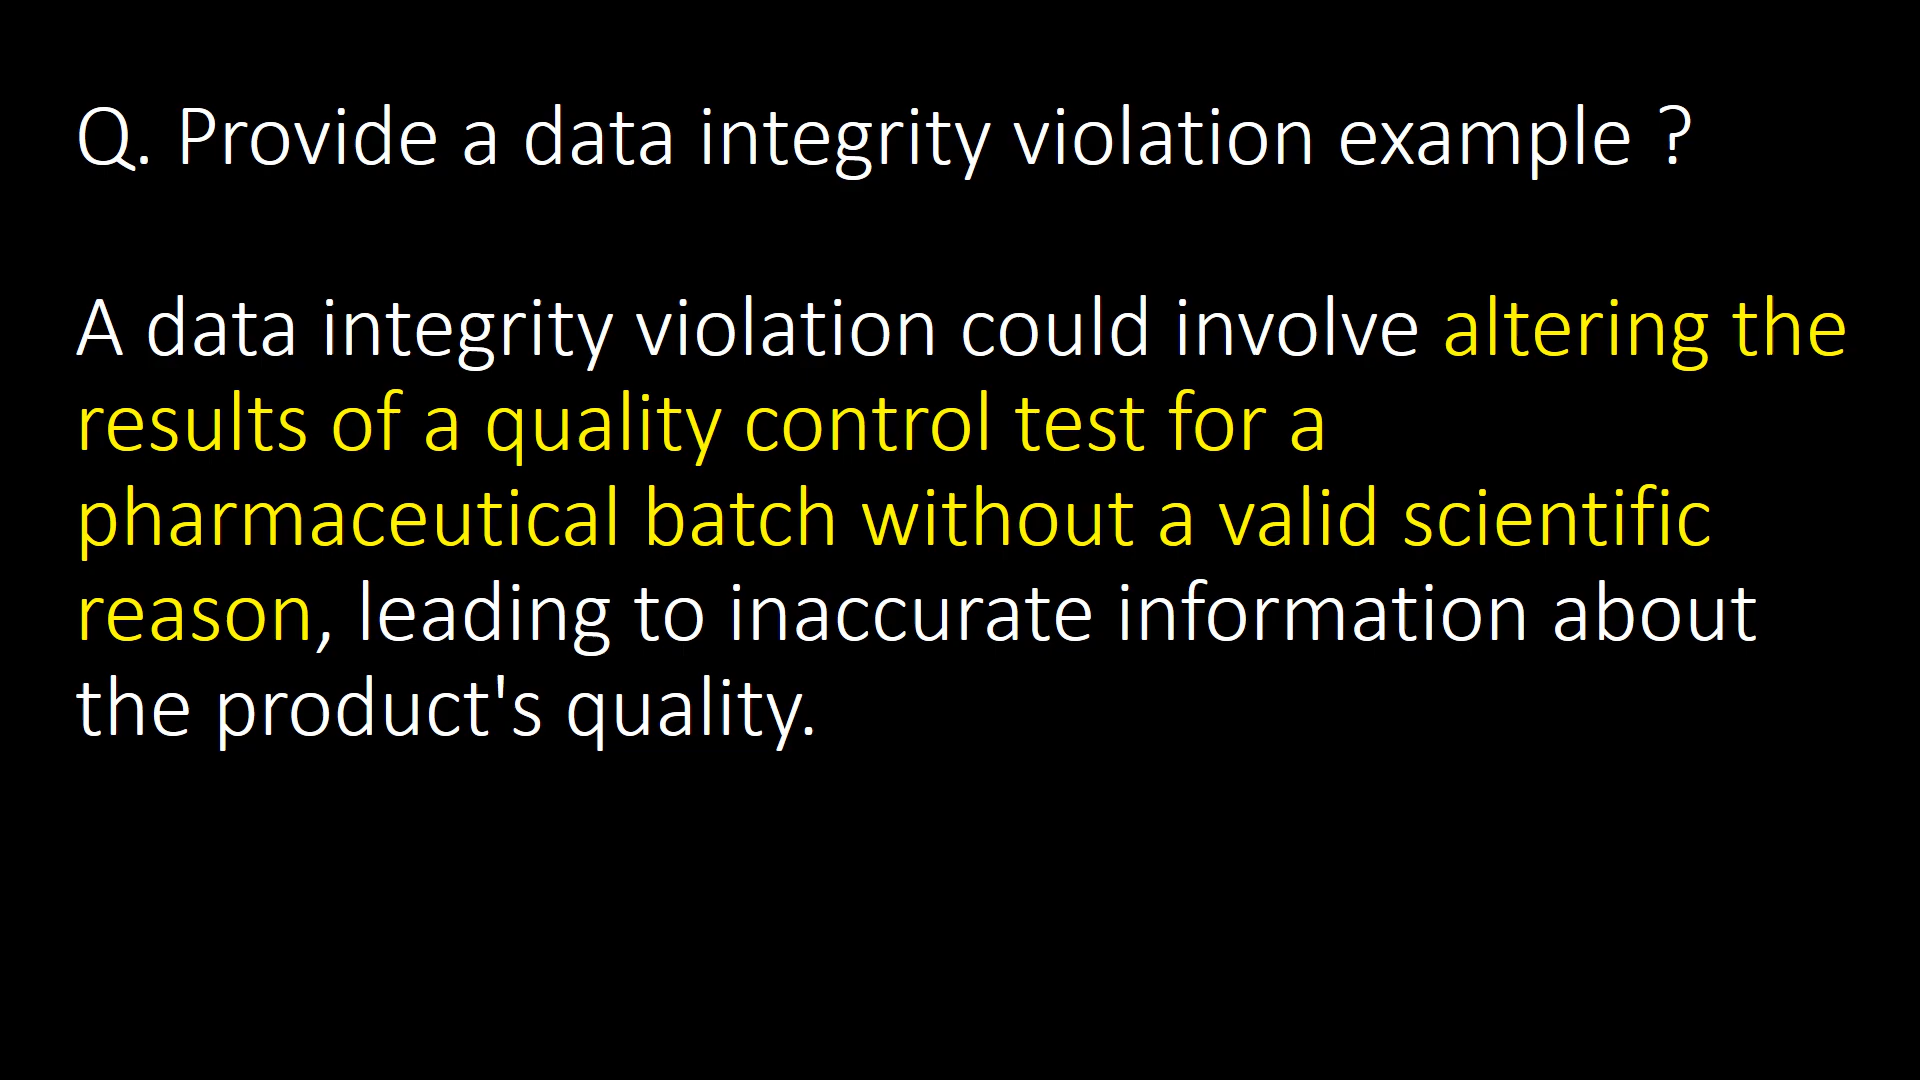 Q. Provide a data integrity violation example ?
A data integrity violation could involve altering the
results of a quality control test for a
pharmaceutical batch without a valid scientific
reason, leading to inaccurate information about
the product's quality.